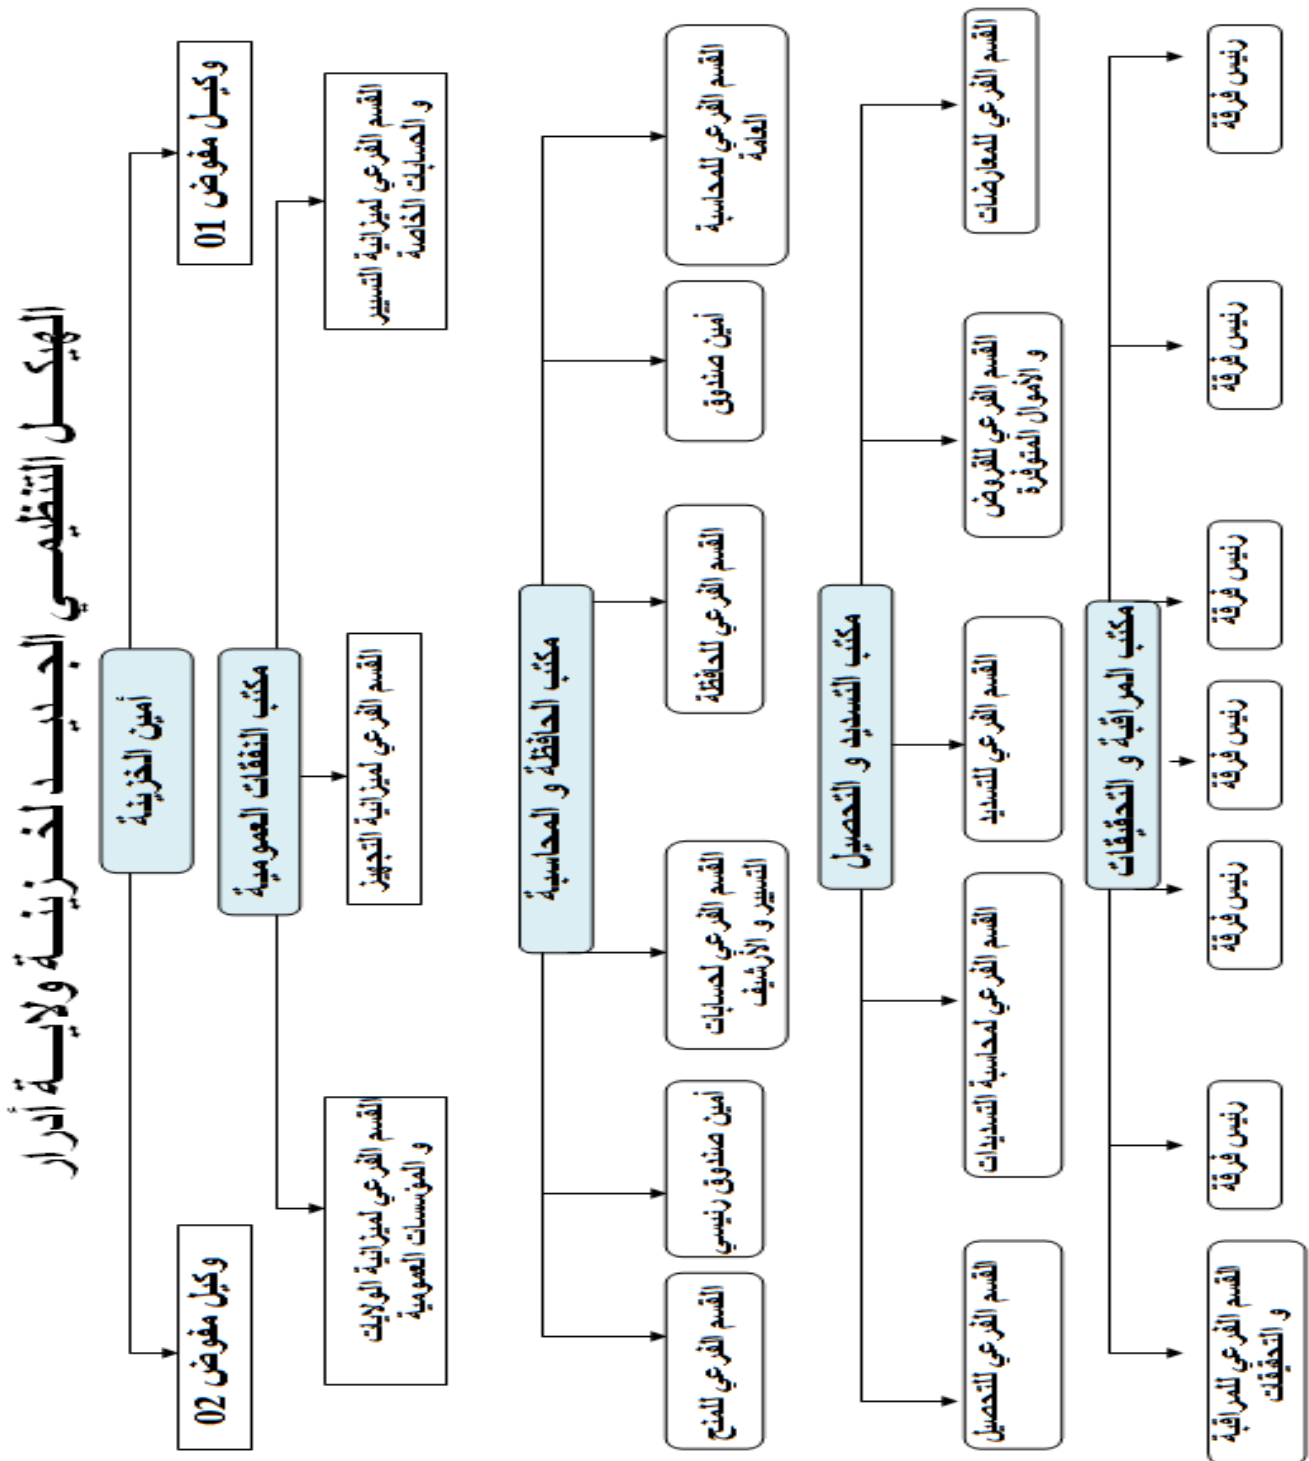 الهيكل التنظيمي الجديد لخزينة ولاية أدرار
أمين الخزينة
وكيل مفوض 01
وكيل مفوض 02
مكتب النفقات العمومية
القسم الفرعي لميزانية التسيير
و الحسابات الخاصة
القسم الفرعي لميزانية التجهيز
القسم الفرعي لميزانية الولايات
و المؤسسات العمومية
مكتب الحافظة و المحاسبة
القسم الفرعي للمحاسبة
العامة
أمين صندوق
القسم الفرعي للحافظة
القسم الفرعي لحسابات
التسيير و الأرشيف
أمين صندوق رئيسي
القسم الفرعي للمنح
مكتب التسديد و التحصيل
القسم الفرعي للمعارضات
القسم الفرعي للقروض
و الأموال المتوفرة
القسم الفرعي للتسديد
القسم الفرعي لمحاسبة التسديدات
القسم الفرعي للتحصيل
مكتب المراقبة و التحقيقات
رئيس فرقة
رئيس فرقة
رئيس فرقة
رئيس فرقة
رئيس فرقة
رئيس فرقة
القسم الفرعي للمراقبة
و التحقيقات